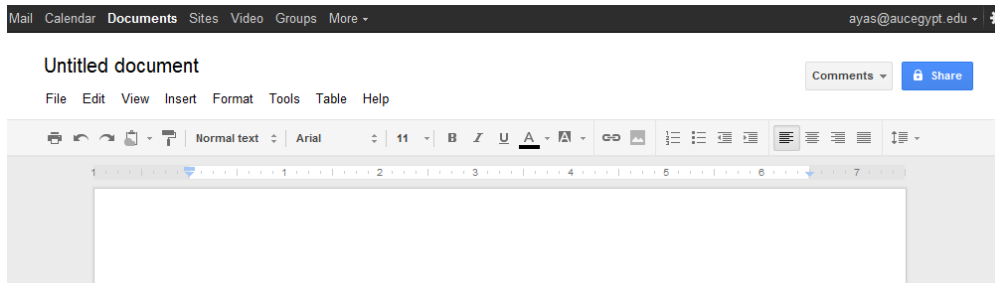 Mail Calendar Documents Sites Video Groups More ayas@aucegypt.edu
Untitled document
Comments Share
File Edit View Insert Format Tools Table Help
Normal text Arial 11 B I U A A
1 1 2 3 4 5 6 7